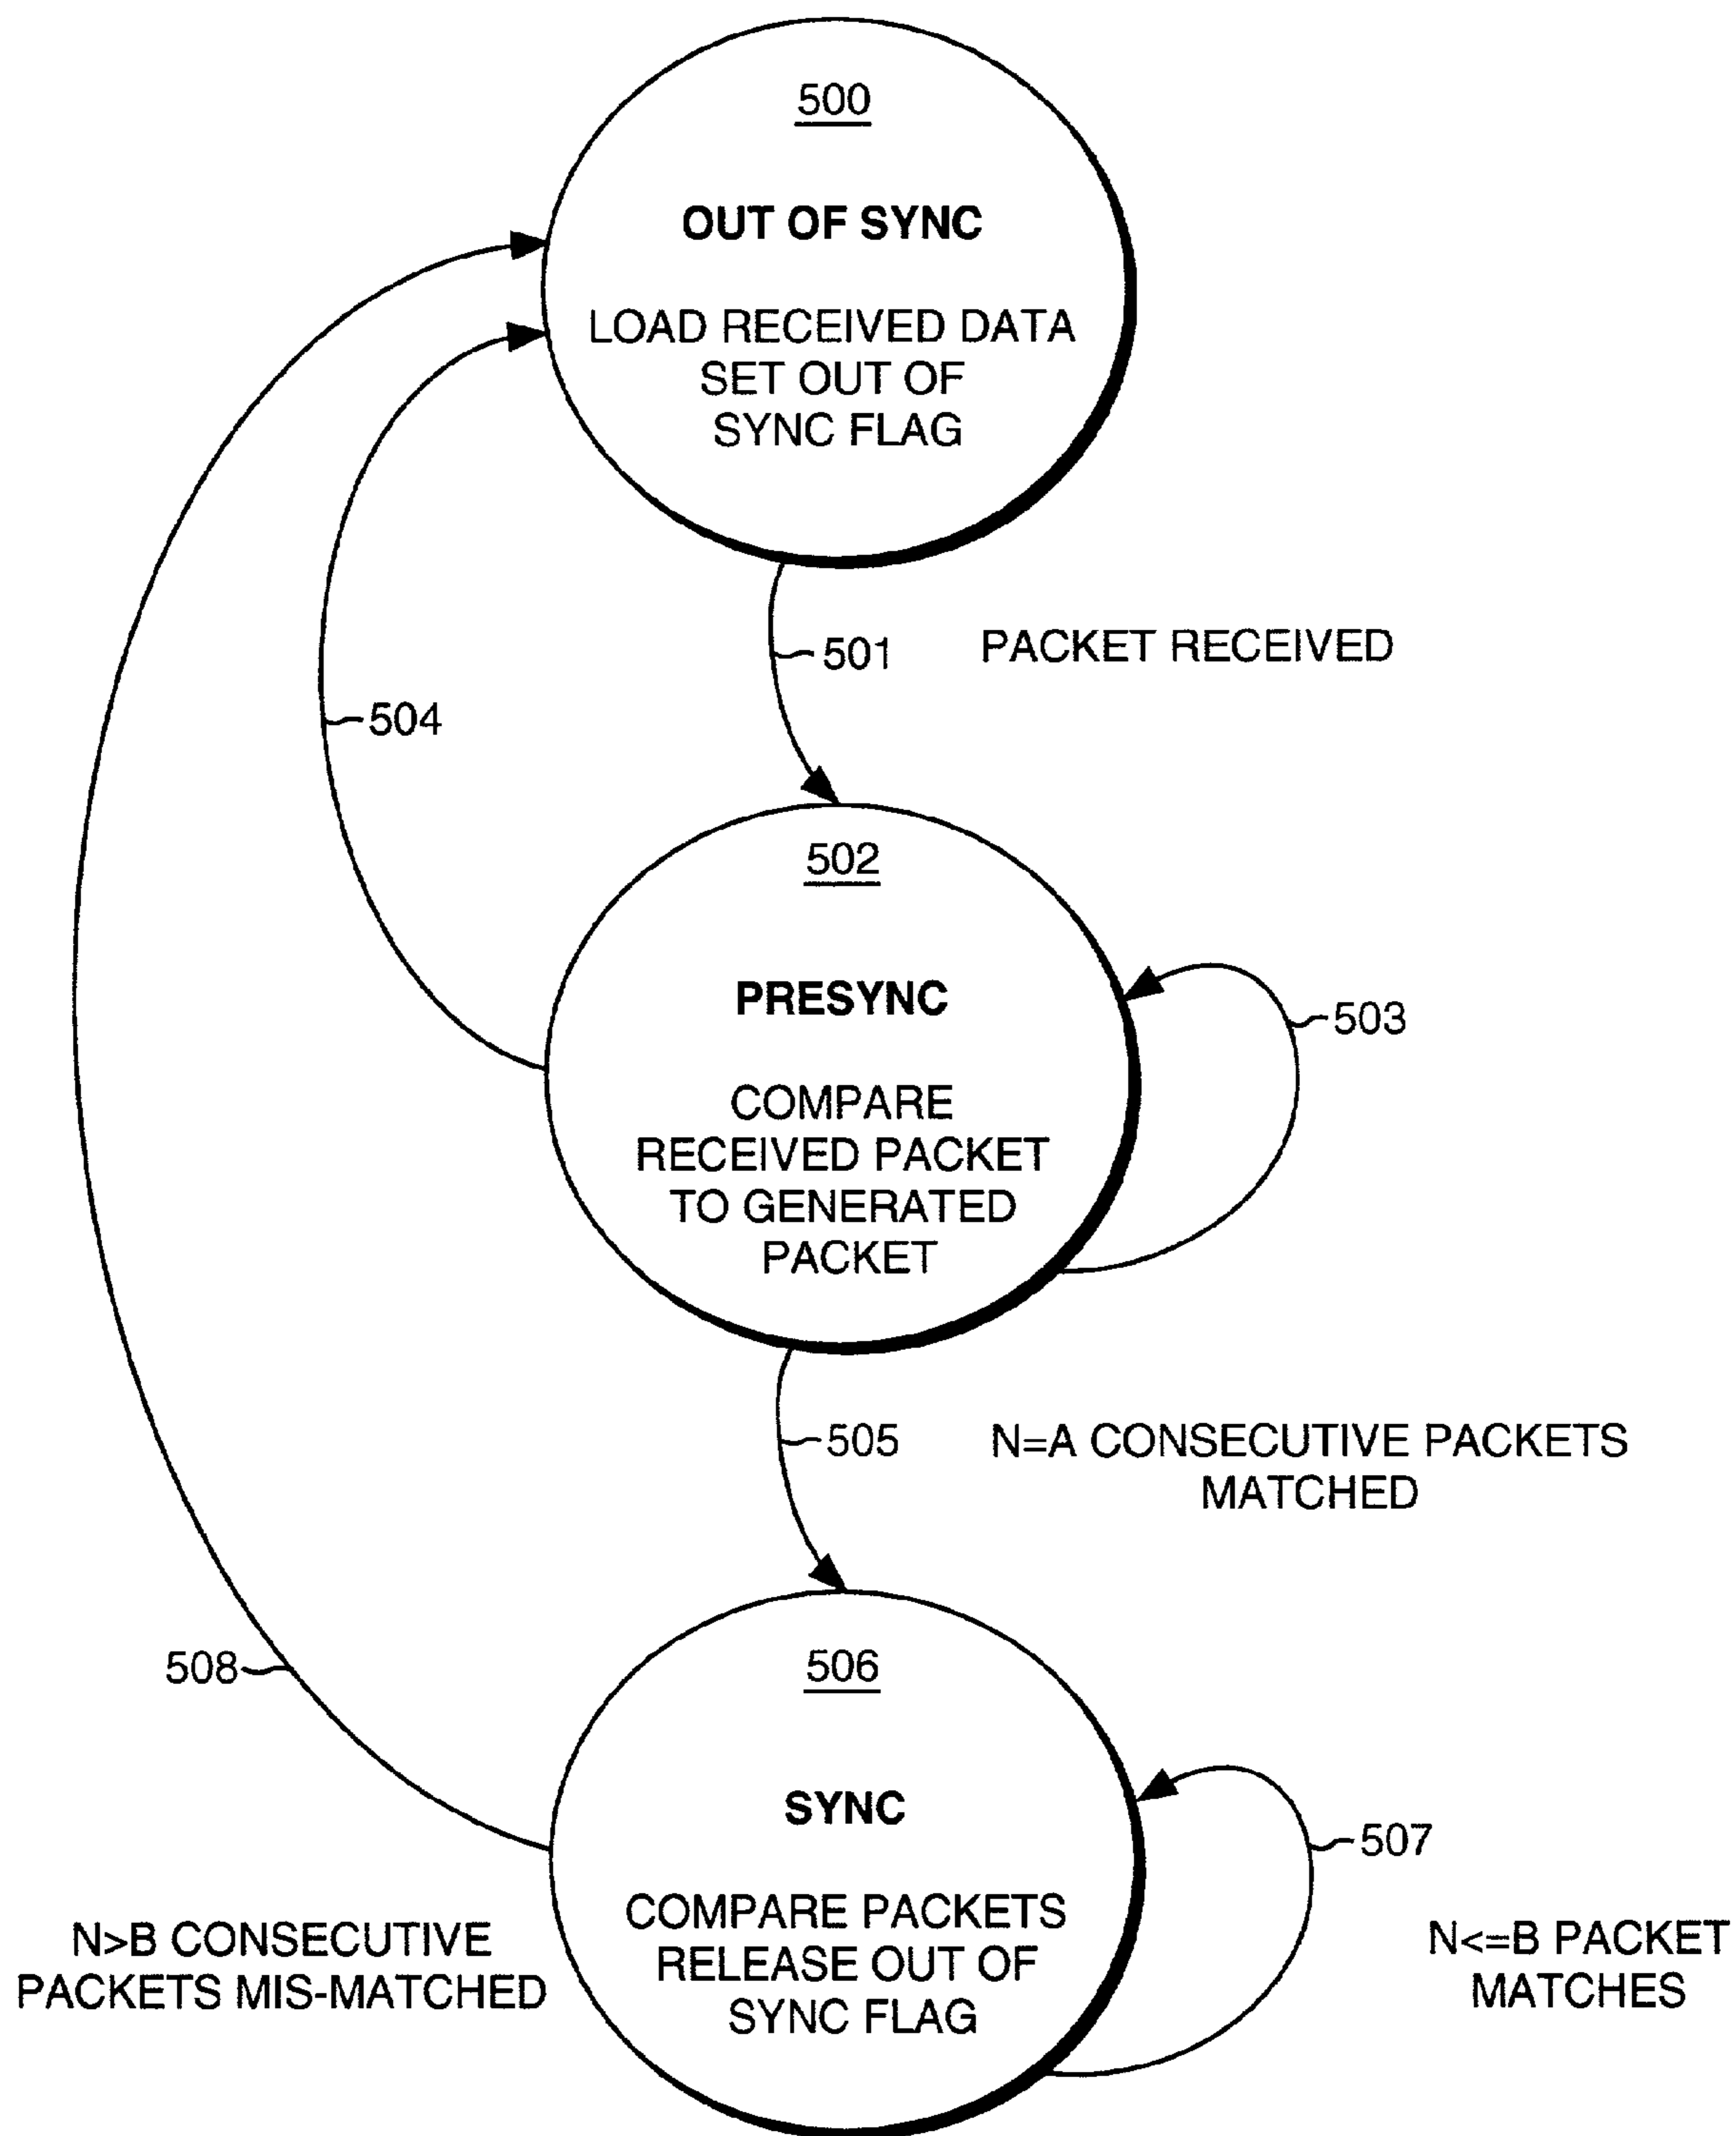 500
OUT OF SYNC
LOAD RECEIVED DATA
SET OUT OF
SYNC FLAG
501
PACKET RECEIVED
504
502
PRESYNC
COMPARE
RECEIVED PACKET
TO GENERATED
PACKET
503
505
N=A CONSECUTIVE PACKETS
MATCHED
508
506
SYNC
COMPARE PACKETS
RELEASE OUT OF
SYNC FLAG
507
N>B CONSECUTIVE
PACKETS MIS-MATCHED
N<=B PACKET
MATCHES